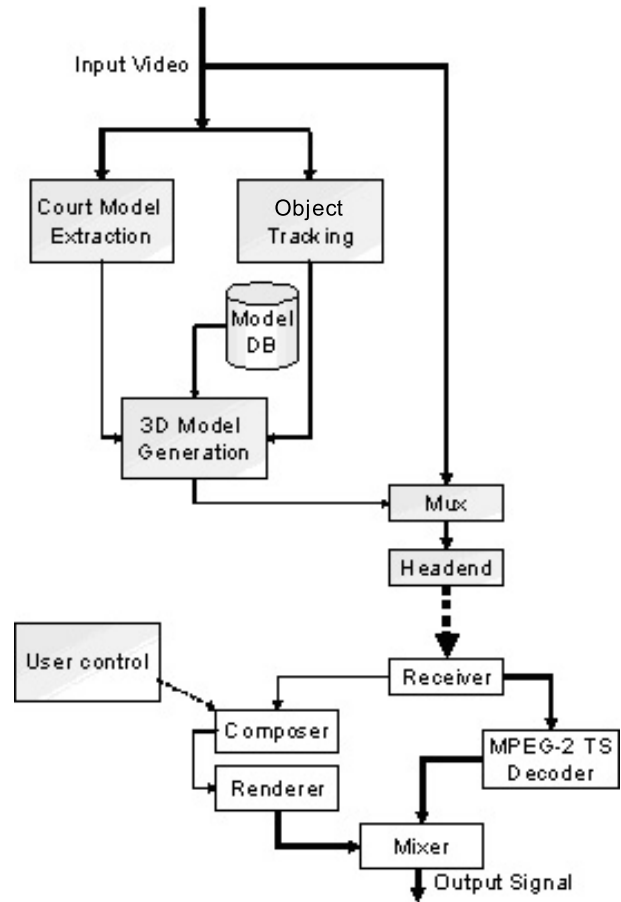 Input Video
Court Model
Extraction
Object
Tracking
Model
DB
3D Model
Generation
Mux
Headend
User control
Receiver
Composer
MPEG-2 TS
Decoder
Renderer
Mixer
Output Signal